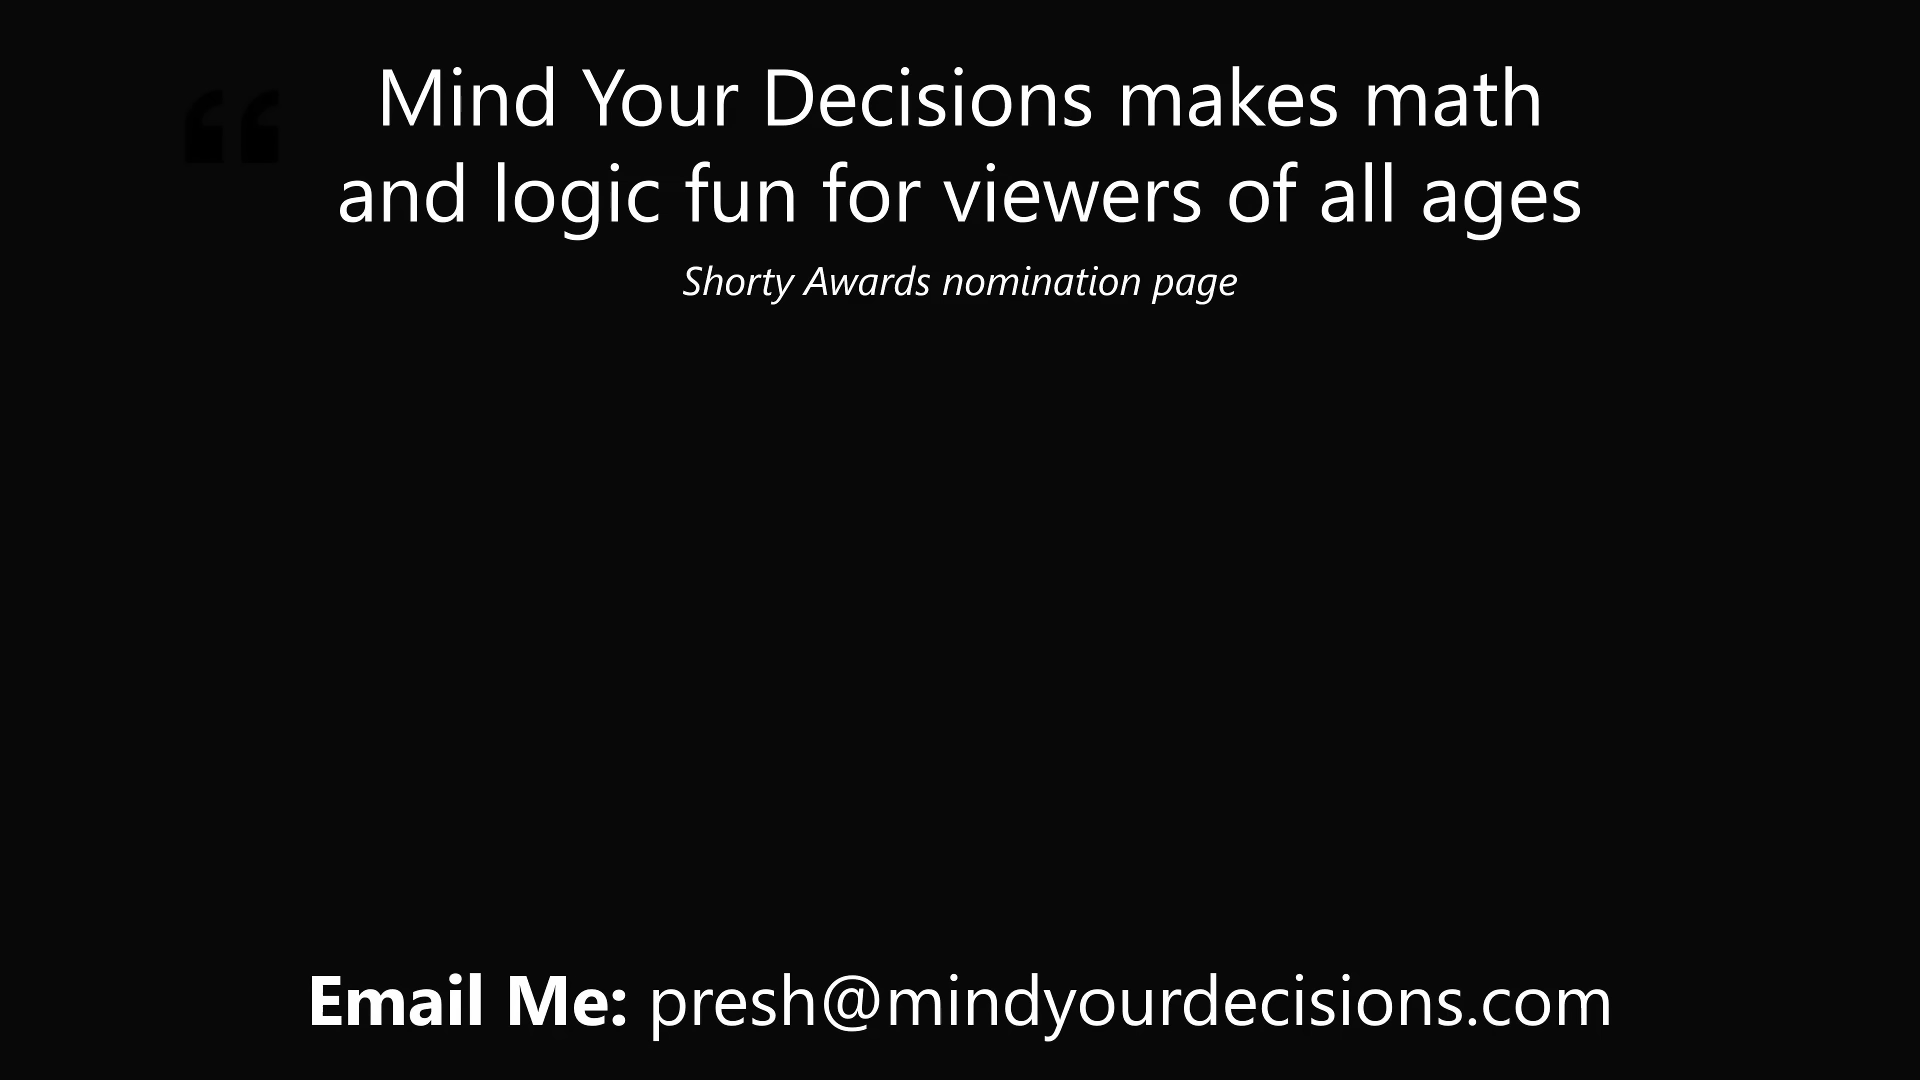 “
Mind Your Decisions makes math
and logic fun for viewers of all ages
Shorty Awards nomination page
Email Me: presh@mindyourdecisions.com